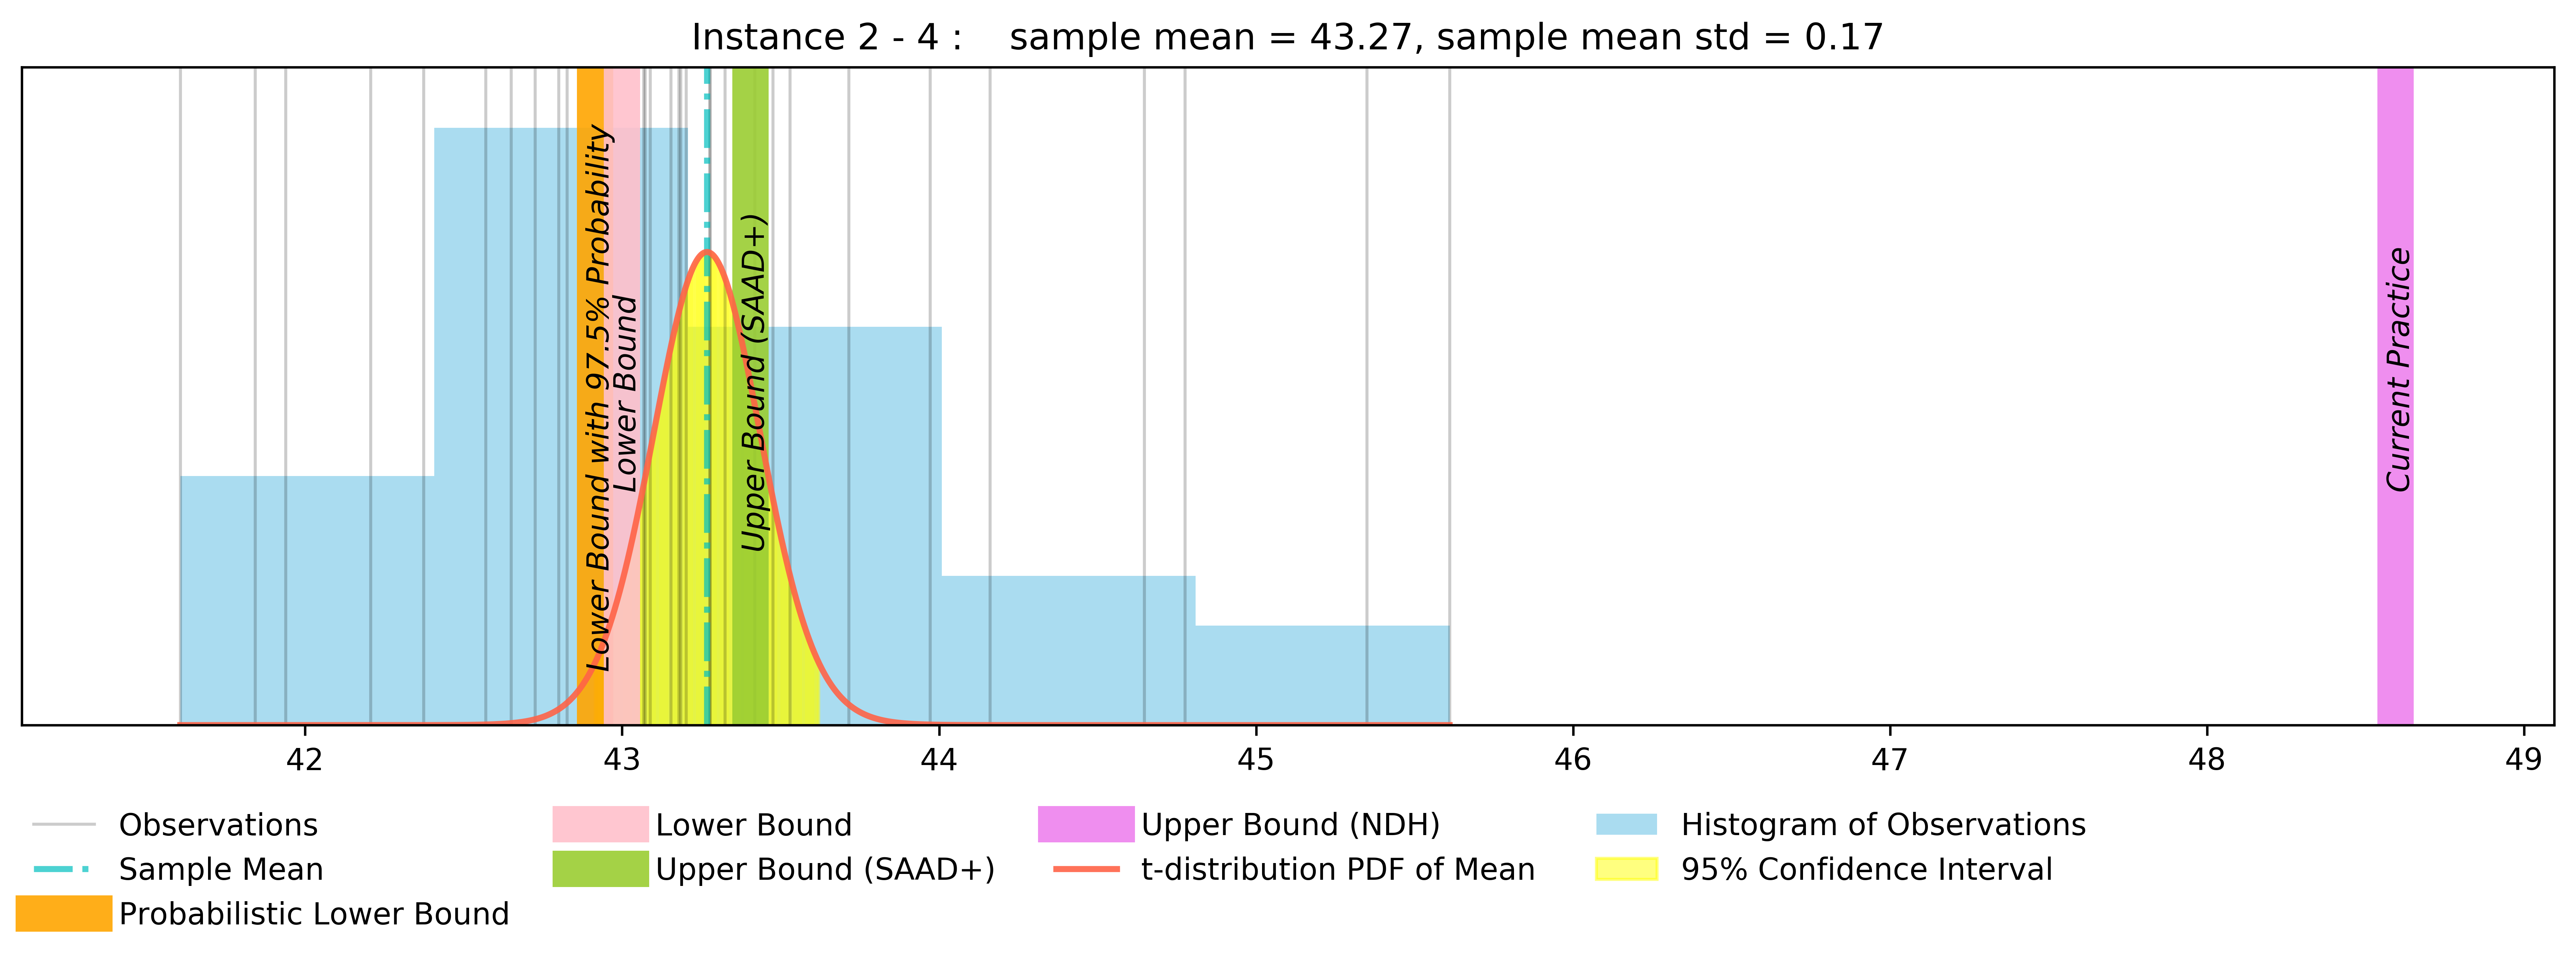 Instance 2 - 4 :    sample mean = 43.27, sample mean std = 0.17
Lower Bound with 97.5% Probability
Lower Bound
Upper Bound (SAAD+)
Current Practice
42 43 44 45 46 47 48 49
Observations
Sample Mean
Probabilistic Lower Bound
Lower Bound
Upper Bound (SAAD+)
Upper Bound (NDH)
t-distribution PDF of Mean
Histogram of Observations
95% Confidence Interval